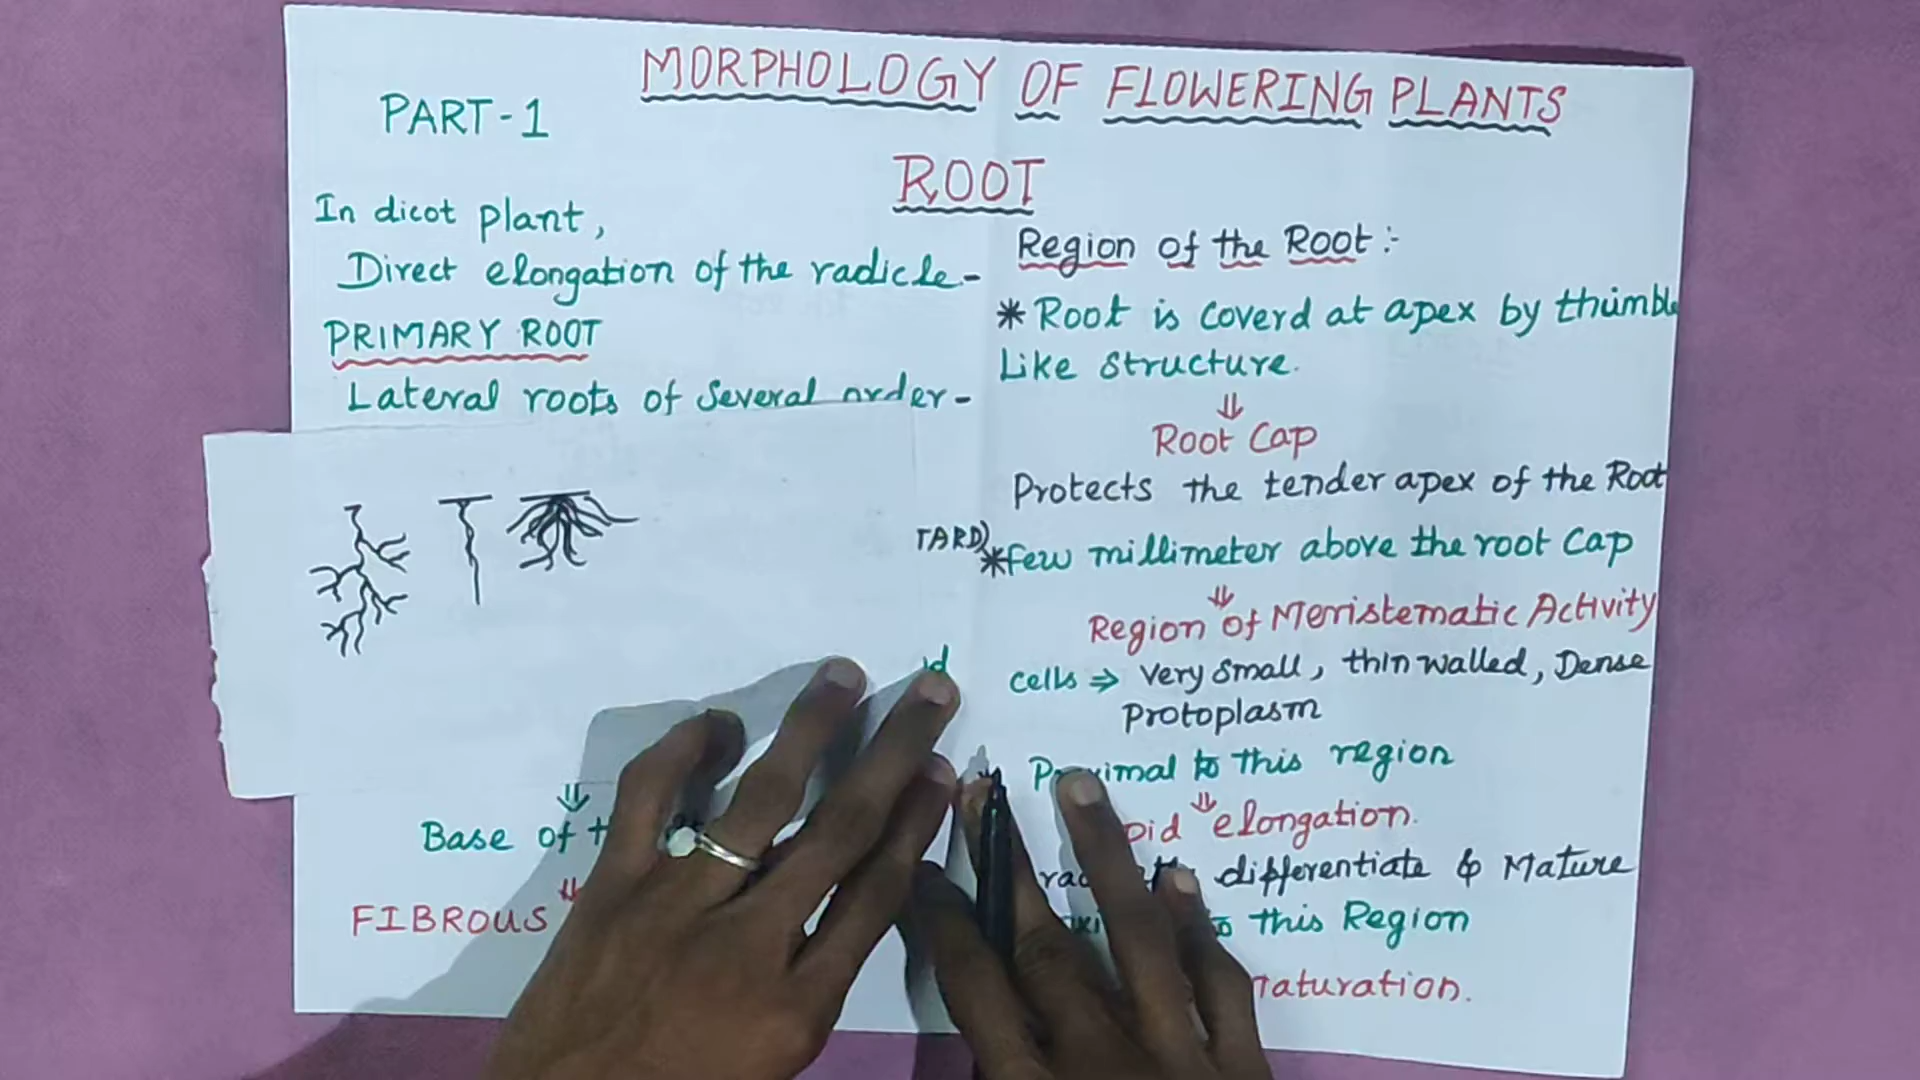 MORPHOLOGY OF FLOWERING PLANTS
PART-1
ROOT
In dicot plant,
Direct elongation of the radicle-
PRIMARY ROOT
Lateral roots of Several order-
TARD)
Base of
FIBROUS
Region of the Root:-
* Root is coverd at apex by thimble
Like Structure.
⇓
Root Cap
Protects the tender apex of the Root
* few millimeter above the root Cap
⇓
Region of Meristematic Activity
cells ⇒ Very Small, thin walled, Dense
Protoplasm
Proximal to this region
⇓
elongation.
differentiate & Mature
to this Region
maturation.